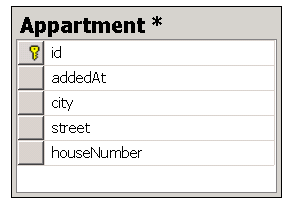 Appartment *
id
addedAt
city
street
houseNumber